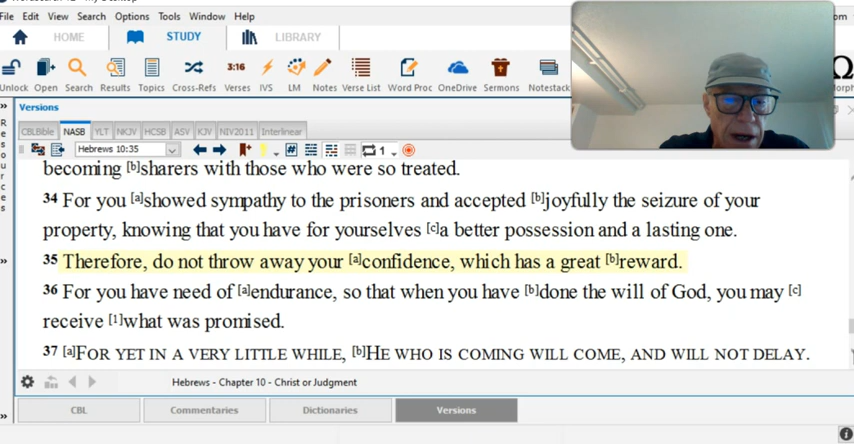 File Edit View Search Options Tools Window Help
HOME STUDY LIBRARY
3:16
Unlock Open Search Results Topics Cross-Refs Verses IVS LM Notes Verse List Word Proc OneDrive Sermons Notestack
Versions
CBLBible NASB YLT NKJV HCSB ASV KJV NIV2011 Interlinear
Hebrews 10:35 1
becoming [b]sharers with those who were so treated.
34 For you [a]showed sympathy to the prisoners and accepted [b]joyfully the seizure of your
property, knowing that you have for yourselves [c]a better possession and a lasting one.
35 Therefore, do not throw away your [a]confidence, which has a great [b]reward.
36 For you have need of [a]endurance, so that when you have [b]done the will of God, you may [c]
receive [1]what was promised.
37 [a]FOR YET IN A VERY LITTLE WHILE, [b]HE WHO IS COMING WILL COME, AND WILL NOT DELAY.
Hebrews - Chapter 10 - Christ or Judgment
CBL Commentaries Dictionaries Versions
Resources